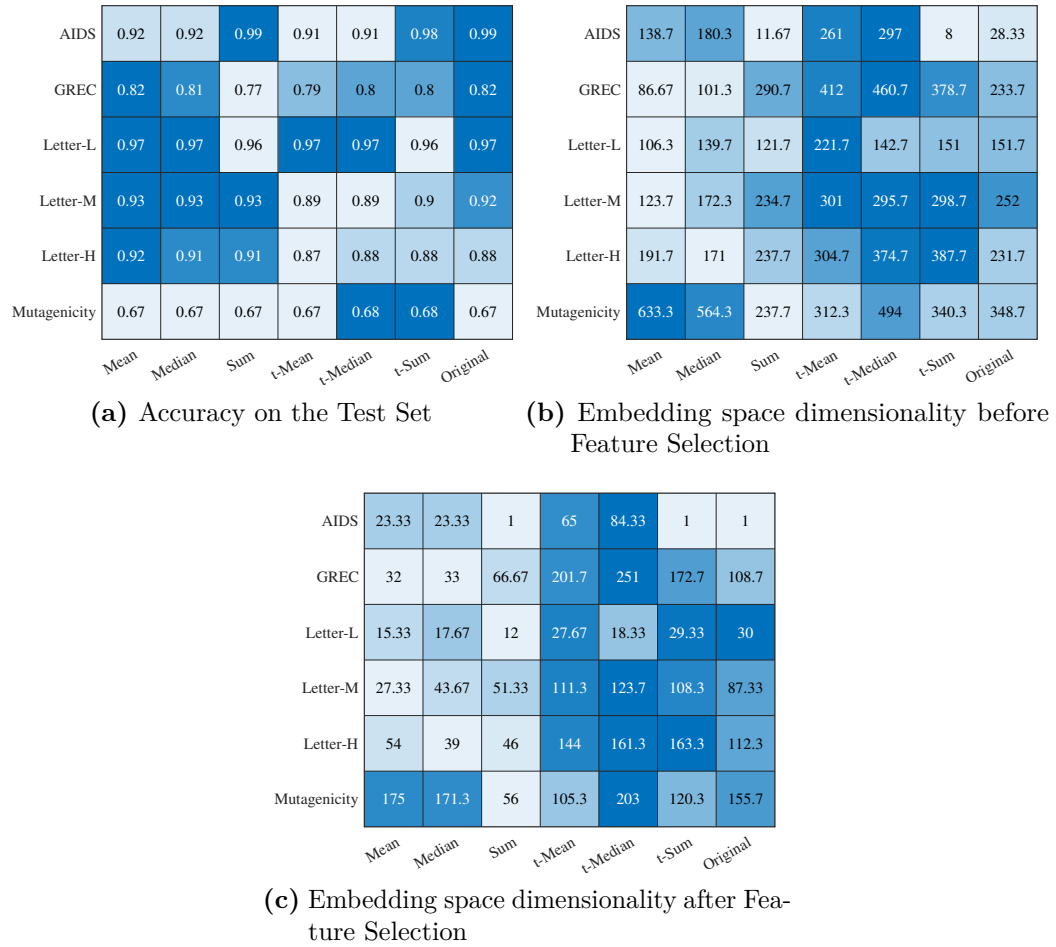 AIDS 0.92 0.92 0.99 0.91 0.91 0.98 0.99
GREC 0.82 0.81 0.77 0.79 0.8 0.8 0.82
Letter-L 0.97 0.97 0.96 0.97 0.97 0.96 0.97
Letter-M 0.93 0.93 0.93 0.89 0.89 0.9 0.92
Letter-H 0.92 0.91 0.91 0.87 0.88 0.88 0.88
Mutagenicity 0.67 0.67 0.67 0.67 0.68 0.68 0.67
Mean Median Sum t-Mean t-Median t-Sum Original
(a) Accuracy on the Test Set
AIDS 138.7 180.3 11.67 261 297 8 28.33
GREC 86.67 101.3 290.7 412 460.7 378.7 233.7
Letter-L 106.3 139.7 121.7 221.7 142.7 151 151.7
Letter-M 123.7 172.3 234.7 301 295.7 298.7 252
Letter-H 191.7 171 237.7 304.7 374.7 387.7 231.7
Mutagenicity 633.3 564.3 237.7 312.3 494 340.3 348.7
Mean Median Sum t-Mean t-Median t-Sum Original
(b) Embedding space dimensionality before
Feature Selection
AIDS 23.33 23.33 1 65 84.33 1 1
GREC 32 33 66.67 201.7 251 172.7 108.7
Letter-L 15.33 17.67 12 27.67 18.33 29.33 30
Letter-M 27.33 43.67 51.33 111.3 123.7 108.3 87.33
Letter-H 54 39 46 144 161.3 163.3 112.3
Mutagenicity 175 171.3 56 105.3 203 120.3 155.7
Mean Median Sum t-Mean t-Median t-Sum Original
(c) Embedding space dimensionality after Fea-
ture Selection